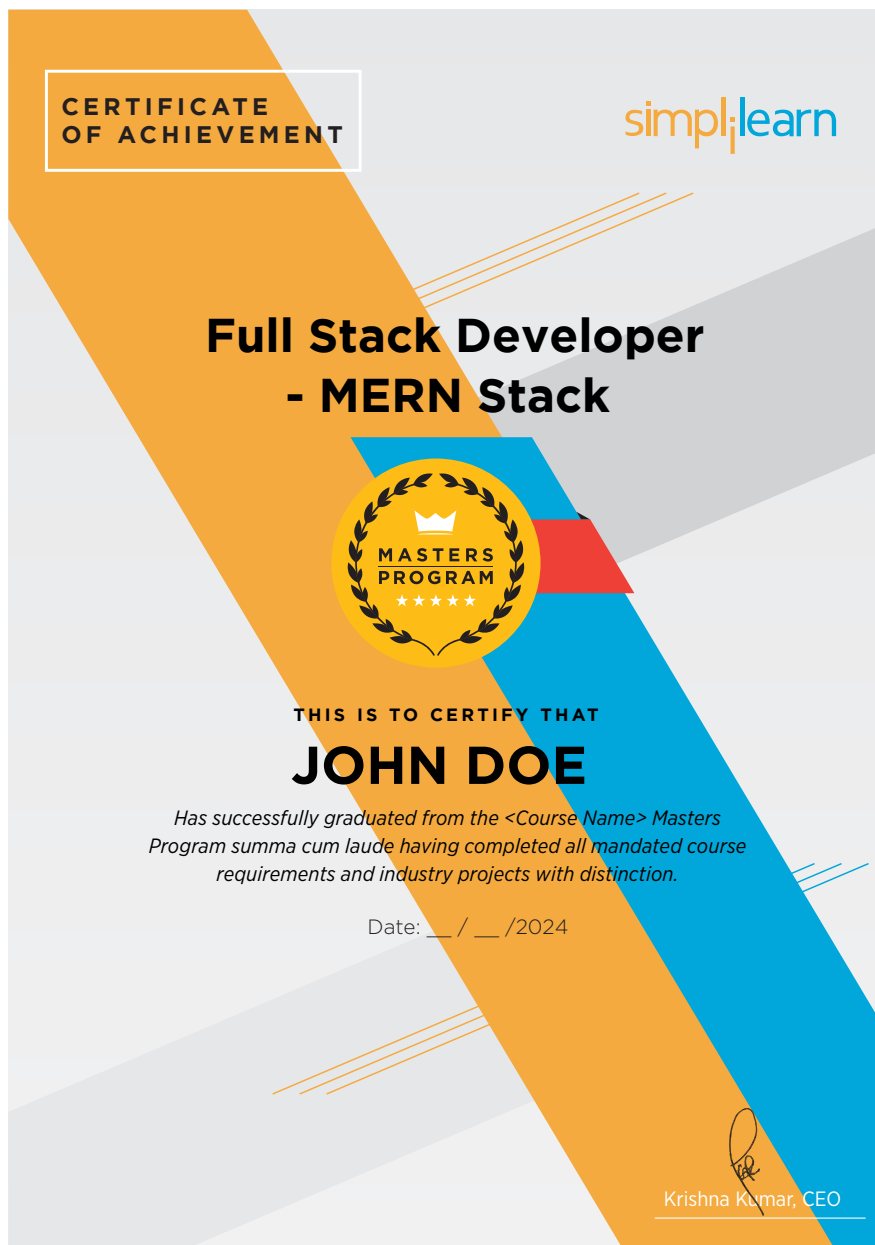 CERTIFICATE
OF ACHIEVEMENT
simplilearn
Full Stack Developer
- MERN Stack
MASTERS
PROGRAM
THIS IS TO CERTIFY THAT
JOHN DOE
Has successfully graduated from the <Course Name> Masters
Program summa cum laude having completed all mandated course
requirements and industry projects with distinction.
Date: __ / __ /2024
Krishna Kumar, CEO